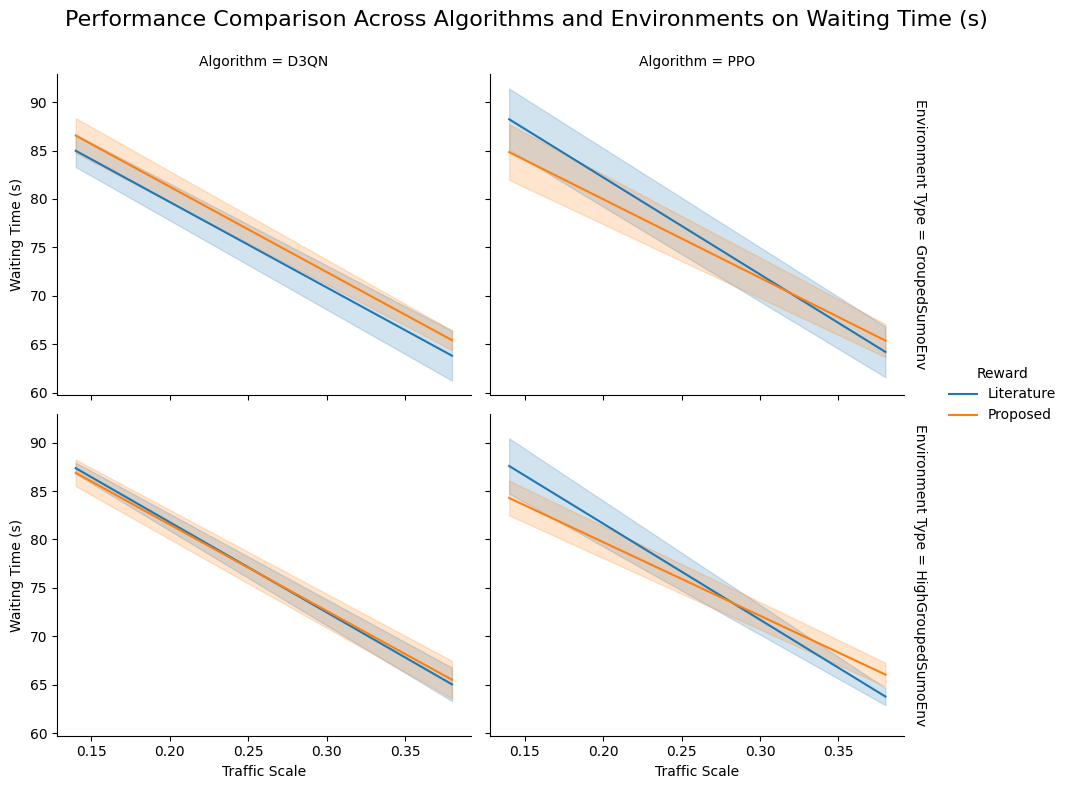 Performance Comparison Across Algorithms and Environments on Waiting Time (s)
Algorithm = D3QN
Algorithm = PPO
Waiting Time (s)
90
85
80
75
70
65
60
Environment Type = GroupedSumoEnv
Reward
Literature
Proposed
Waiting Time (s)
90
85
80
75
70
65
60
Environment Type = HighGroupedSumoEnv
0.15 0.20 0.25 0.30 0.35
0.15 0.20 0.25 0.30 0.35
Traffic Scale
Traffic Scale